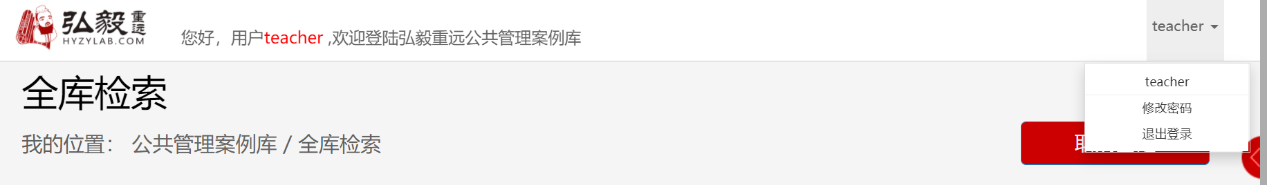 弘毅重远
HYZYLAB.COM
您好，用户teacher ,欢迎登陆弘毅重远公共管理案例库
teacher
全库检索
teacher
修改密码
我的位置： 公共管理案例库 / 全库检索
退出登录